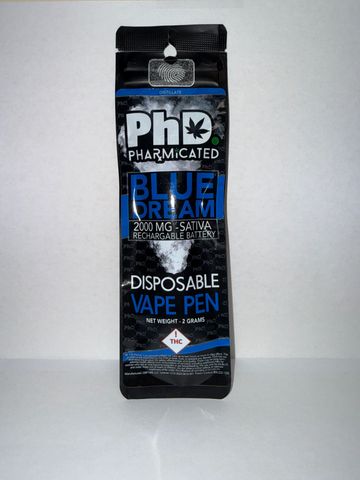 DISTILLATE
PhD
PHARMiCATED
BLUE
DREAM
2000 MG -SATIVA
RECHARGABLE BATTERY
DISPOSABLE
VAPE PEN
NET WEIGHT - 2 GRAMS
!
THC